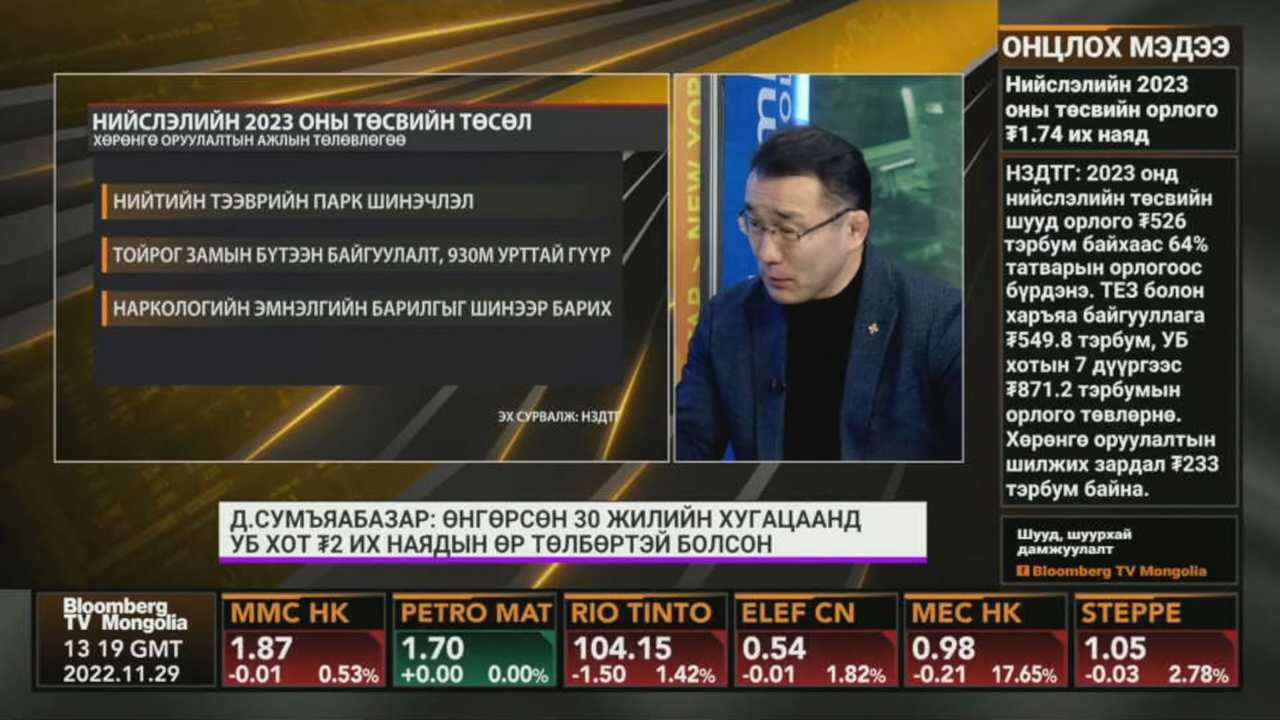 НИЙСЛЭЛИЙН 2023 ОНЫ ТӨСВИЙН ТӨСӨЛ
ХӨРӨНГӨ ОРУУЛАЛТЫН АЖЛЫН ТӨЛӨВЛӨГӨӨ
НИЙТИЙН ТЭЭВРИЙН ПАРК ШИНЭЧЛЭЛ
ТОЙРОГ ЗАМЫН БҮТЭЭН БАЙГУУЛАЛТ, 930М УРТТАЙ ГҮҮР
НАРКОЛОГИЙН ЭМНЭЛГИЙН БАРИЛГЫГ ШИНЭЭР БАРИХ
ЭХ СУРВАЛЖ: НЗДТГ
NEW YOR
ОНЦЛОХ МЭДЭЭ
Нийслэлийн 2023
оны төсвийн орлого
₮1.74 их наяд
НЗДТГ: 2023 онд
нийслэлийн төсвийн
шууд орлого ₮526
тэрбум байхаас 64%
татварын орлогоос
бүрдэнэ. ТЕЗ болон
харъяа байгууллага
₮549.8 тэрбум, УБ
хотын 7 дүүргээс
₮871.2 тэрбумын
орлого төвлөрнө.
Хөрөнгө оруулалтын
шилжих зардал ₮233
тэрбум байна.
Шууд, шуурхай
дамжуулалт
Bloomberg TV Mongolia
Д.СУМЪЯАБАЗАР: ӨНГӨРСӨН 30 ЖИЛИЙН ХУГАЦААНД
УБ ХОТ ₮2 ИХ НАЯДЫН ӨР ТӨЛБӨРТЭЙ БОЛСОН
Bloomberg
TV Mongolia
13 19 GMT
2022.11.29
MMC HK
1.87
-0.01 0.53%
PETRO MAT
1.70
+0.00 0.00%
RIO TINTO
104.15
-1.50 1.42%
ELEF CN
0.54
-0.01 1.82%
MEC HK
0.98
-0.21 17.65%
STEPPE
1.05
-0.03 2.78%